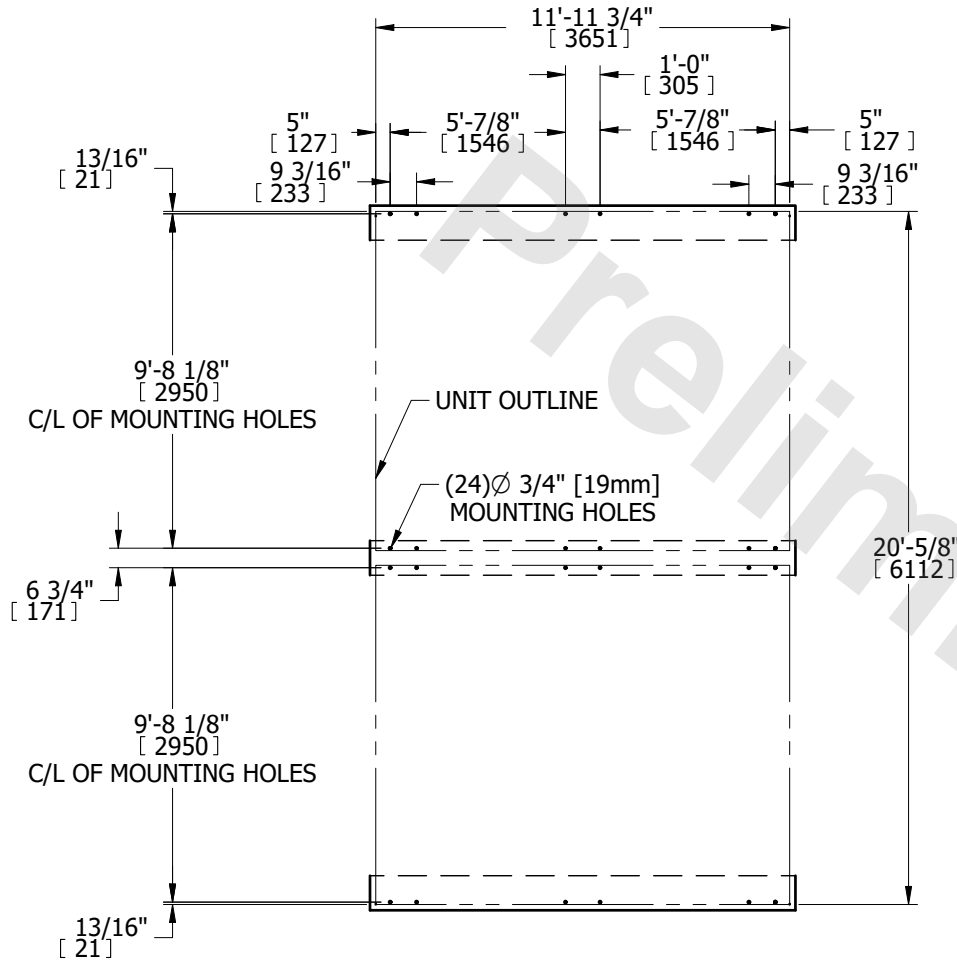 11'-11 3/4"
[ 3651 ]
1'-0"
[ 305 ]
5"
[ 127 ]
5'-7/8"
[ 1546 ]
5'-7/8"
[ 1546 ]
5"
[ 127 ]
13/16"
[ 21 ]
9 3/16"
[ 233 ]
9 3/16"
[ 233 ]
9'-8 1/8"
[ 2950 ]
C/L OF MOUNTING HOLES
UNIT OUTLINE
(24)Ø 3/4" [19mm]
MOUNTING HOLES
20'-5/8"
[ 6112 ]
6 3/4"
[ 171 ]
9'-8 1/8"
[ 2950 ]
C/L OF MOUNTING HOLES
13/16"
[ 21 ]
Prelim